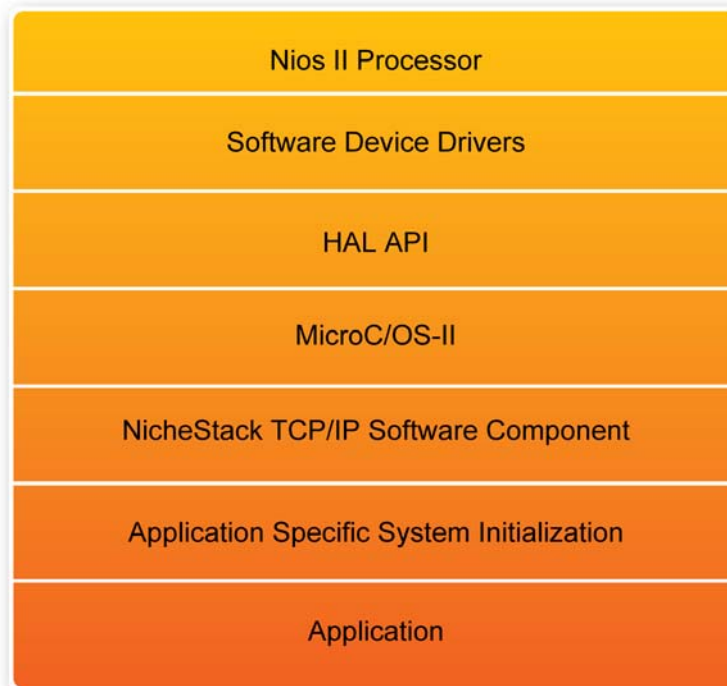 Nios II Processor
Software Device Drivers
HAL API
MicroC/OS-II
NicheStack TCP/IP Software Component
Application Specific System Initialization
Application